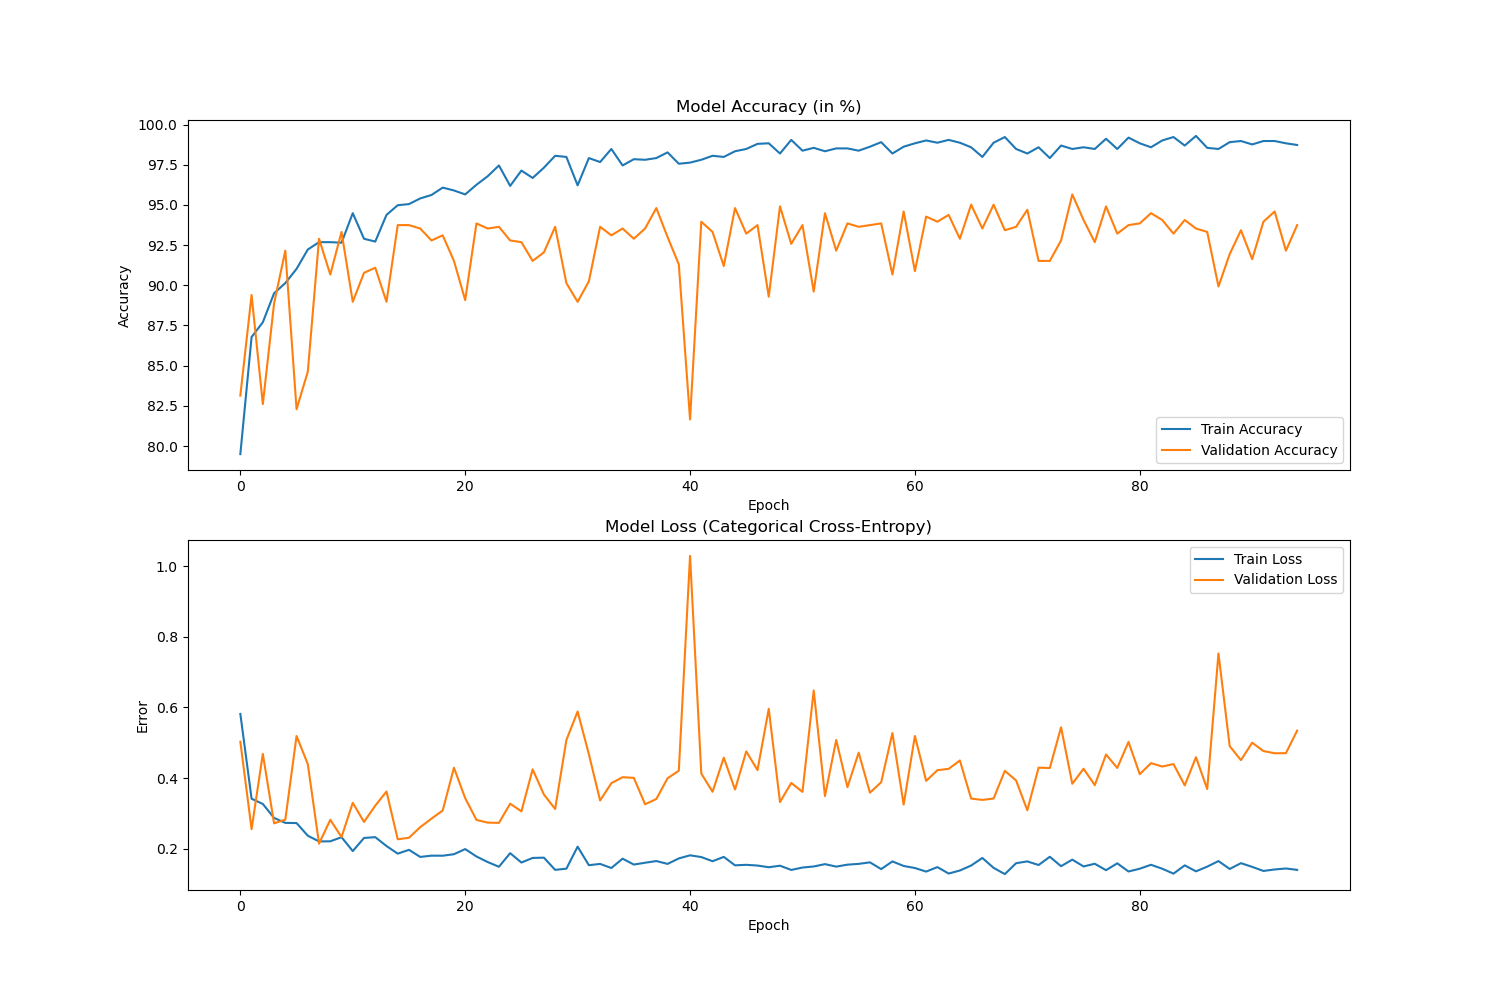 Model Accuracy (in %)
100.0
97.5
95.0
92.5
90.0
87.5
85.0
82.5
80.0
Accuracy
Train Accuracy
Validation Accuracy
0 20 40 60 80
Epoch
Model Loss (Categorical Cross-Entropy)
1.0
0.8
0.6
0.4
0.2
Error
Train Loss
Validation Loss
0 20 40 60 80
Epoch